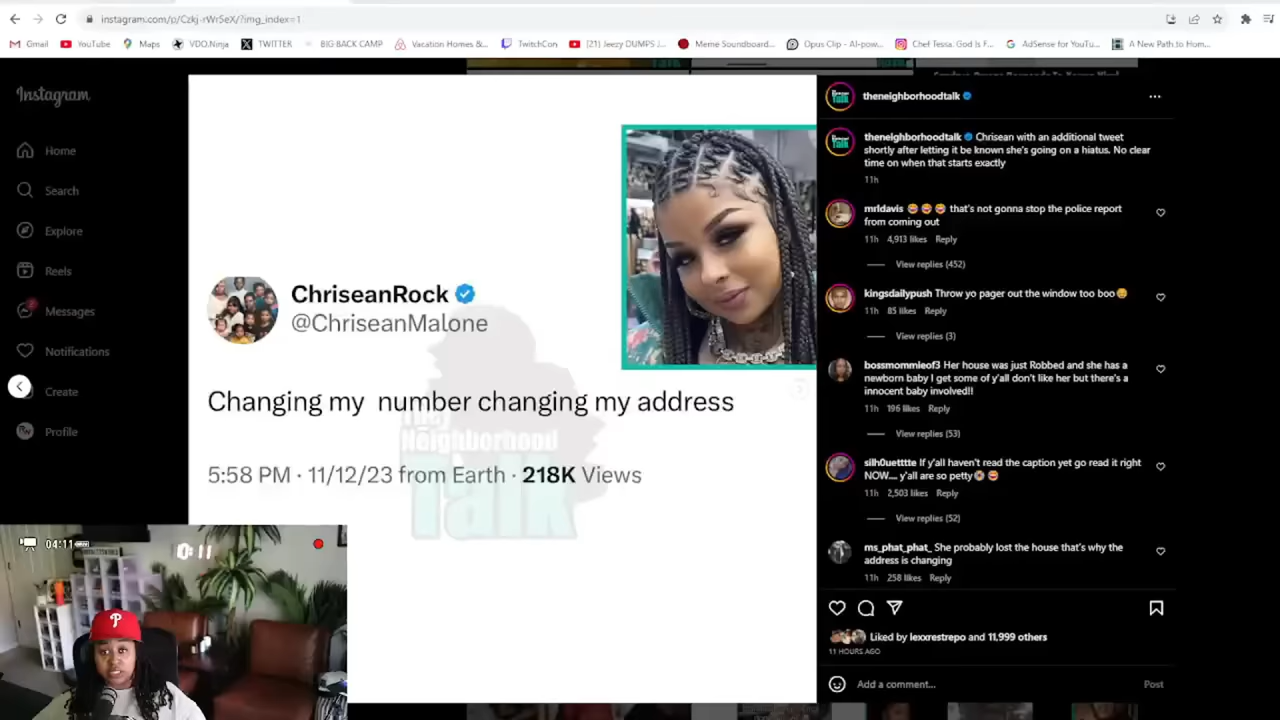 instagram.com/p/Czkj-rWrSeX/?img_index=1
Gmail YouTube Maps VDO.Ninja TWITTER BIG BACK CAMP Vacation Homes &... TwitchCon (21) Jeezy DUMPS J... Meme Soundboard... Opus Clip - AI-pow... Chef Tessa: God Is F... AdSense for YouTu... A New Path to Hom...
Instagram
Home
Search
Explore
Reels
Messages
Notifications
Create
Profile
ChriseanRock
@ChriseanMalone
Changing my number changing my address
5:58 PM · 11/12/23 from Earth · 218K Views
They
Neighborhood
Talk
04:11
0:11
P
theneighborhoodtalk
theneighborhoodtalk Chrisean with an additional tweet
shortly after letting it be known she's going on a hiatus. No clear
time on when that starts exactly
11h
mrldavis 😂😂😂 that's not gonna stop the police report
from coming out
11h 4,913 likes Reply
View replies (452)
kingsdailypush Throw yo pager out the window too boo😊
11h 85 likes Reply
View replies (3)
bossmommieof3 Her house was just Robbed and she has a
newborn baby I get some of y'all don't like her but there's a
innocent baby involved!!
11h 196 likes Reply
View replies (53)
silh0uetttte If y'all haven't read the caption yet go read it right
NOW.... y'all are so petty
11h 2,503 likes Reply
View replies (52)
ms_phat_phat_ She probably lost the house that's why the
address is changing
11h 258 likes Reply
Liked by lexxrestrepo and 11,999 others
11 HOURS AGO
Add a comment...
Post